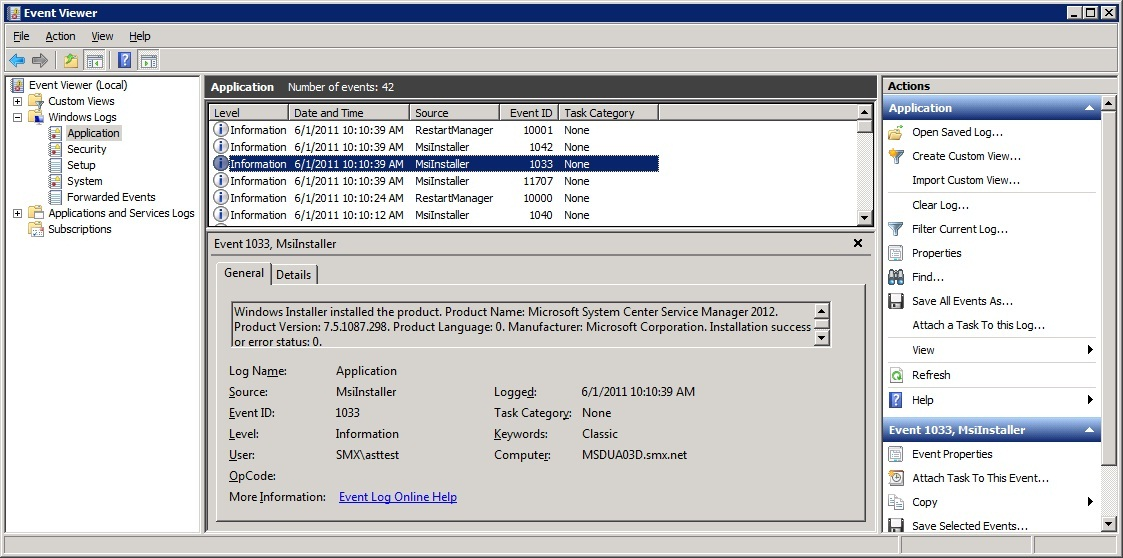 Event Viewer
File Action View Help
Event Viewer (Local)
Custom Views
Windows Logs
Application
Security
Setup
System
Forwarded Events
Applications and Services Logs
Subscriptions
Application Number of events: 42
Level Date and Time Source Event ID Task Category
Information 6/1/2011 10:10:39 AM RestartManager 10001 None
Information 6/1/2011 10:10:39 AM MsiInstaller 1042 None
Information 6/1/2011 10:10:39 AM MsiInstaller 1033 None
Information 6/1/2011 10:10:39 AM MsiInstaller 11707 None
Information 6/1/2011 10:10:24 AM RestartManager 10000 None
Information 6/1/2011 10:10:12 AM MsiInstaller 1040 None
Event 1033, MsiInstaller
General Details
Windows Installer installed the product. Product Name: Microsoft System Center Service Manager 2012.
Product Version: 7.5.1087.298. Product Language: 0. Manufacturer: Microsoft Corporation. Installation success
or error status: 0.
Log Name: Application
Source: MsiInstaller Logged: 6/1/2011 10:10:39 AM
Event ID: 1033 Task Category: None
Level: Information Keywords: Classic
User: SMX\asttest Computer: MSDUA03D.smx.net
OpCode:
More Information: Event Log Online Help
Actions
Application
Open Saved Log...
Create Custom View...
Import Custom View...
Clear Log...
Filter Current Log...
Properties
Find...
Save All Events As...
Attach a Task To this Log...
View
Refresh
Help
Event 1033, MsiInstaller
Event Properties
Attach Task To This Event...
Copy
Save Selected Events...